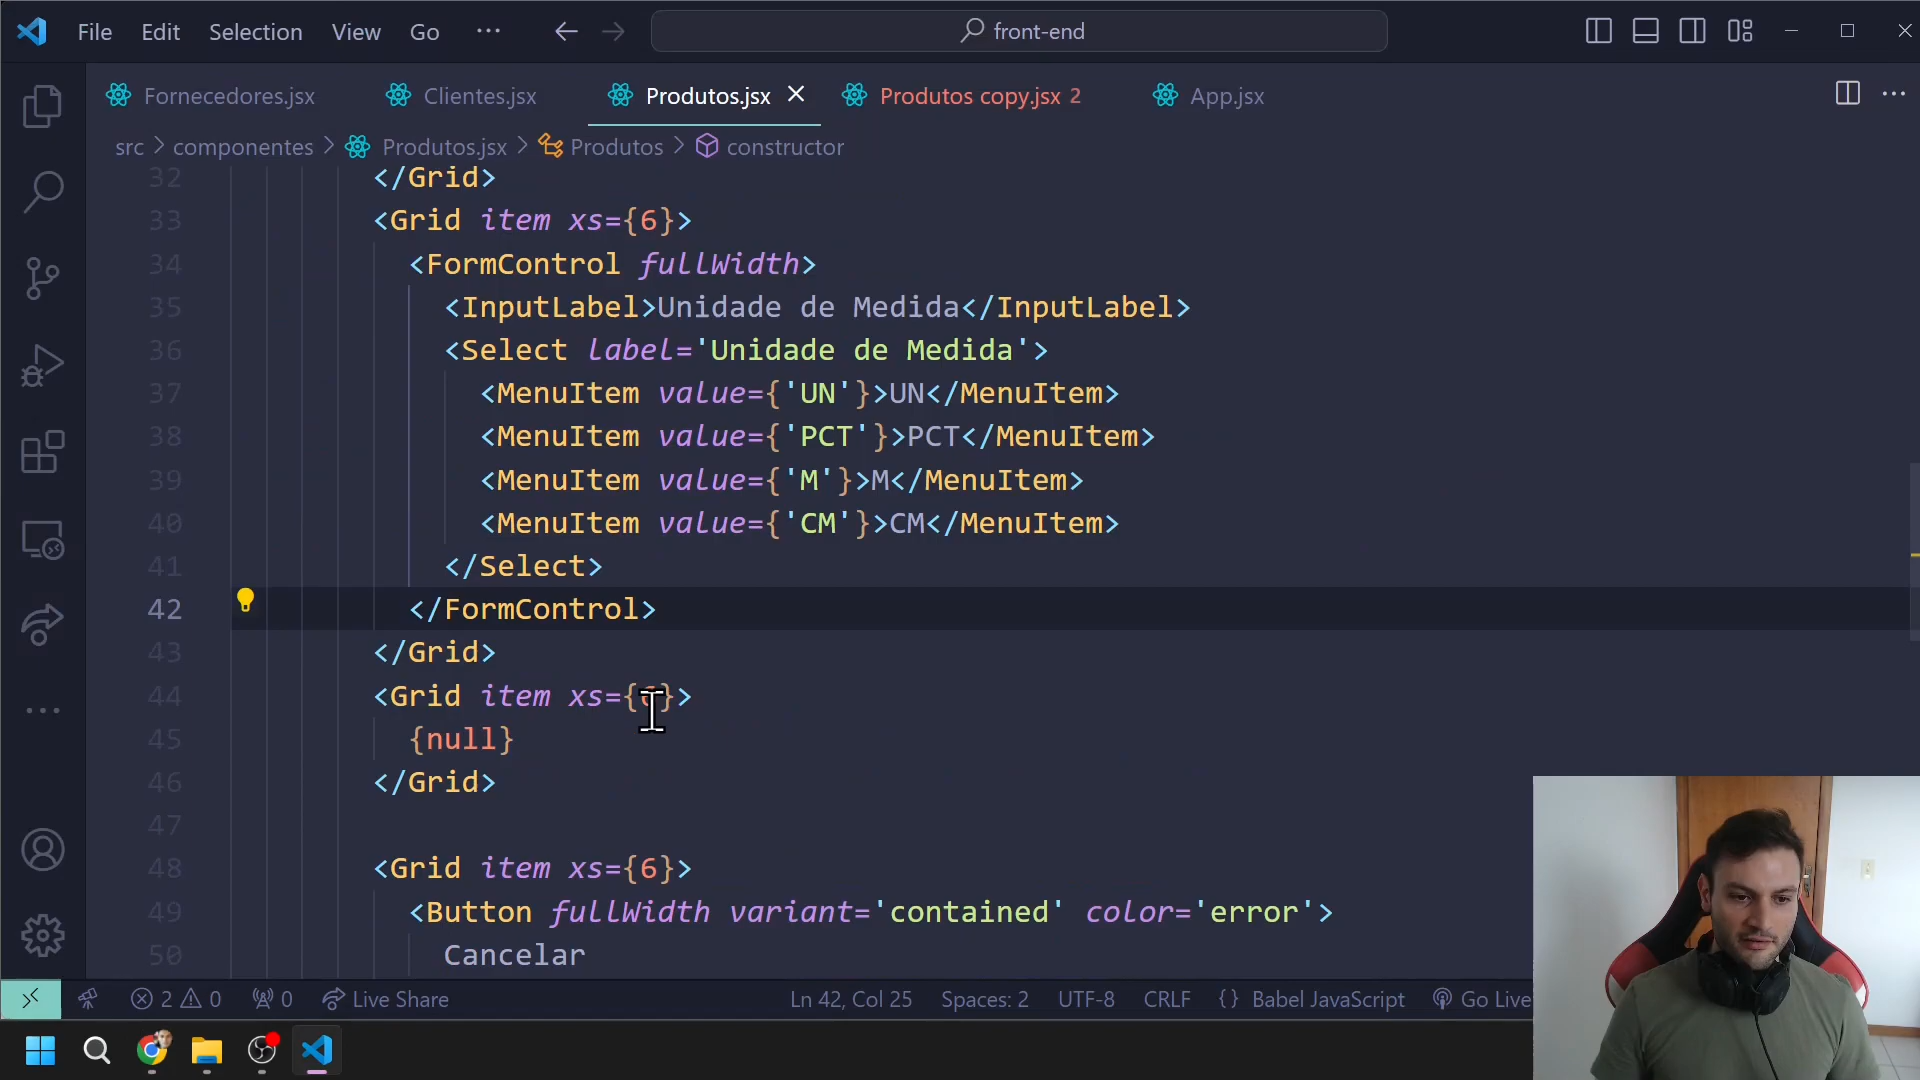 File Edit Selection View Go ··· front-end
Fornecedores.jsx Clientes.jsx Produtos.jsx Produtos copy.jsx 2 App.jsx
src > componentes > Produtos.jsx > Produtos > constructor
32 </Grid>
33 <Grid item xs={6}>
34 <FormControl fullWidth>
35 <InputLabel>Unidade de Medida</InputLabel>
36 <Select label='Unidade de Medida'>
37 <MenuItem value={'UN'}>UN</MenuItem>
38 <MenuItem value={'PCT'}>PCT</MenuItem>
39 <MenuItem value={'M'}>M</MenuItem>
40 <MenuItem value={'CM'}>CM</MenuItem>
41 </Select>
42 </FormControl>
43 </Grid>
44 <Grid item xs={6}>
45 {null}
46 </Grid>
47
48 <Grid item xs={6}>
49 <Button fullWidth variant='contained' color='error'>
50 Cancelar
2 0 0 Live Share Ln 42, Col 25 Spaces: 2 UTF-8 CRLF {} Babel JavaScript Go Live